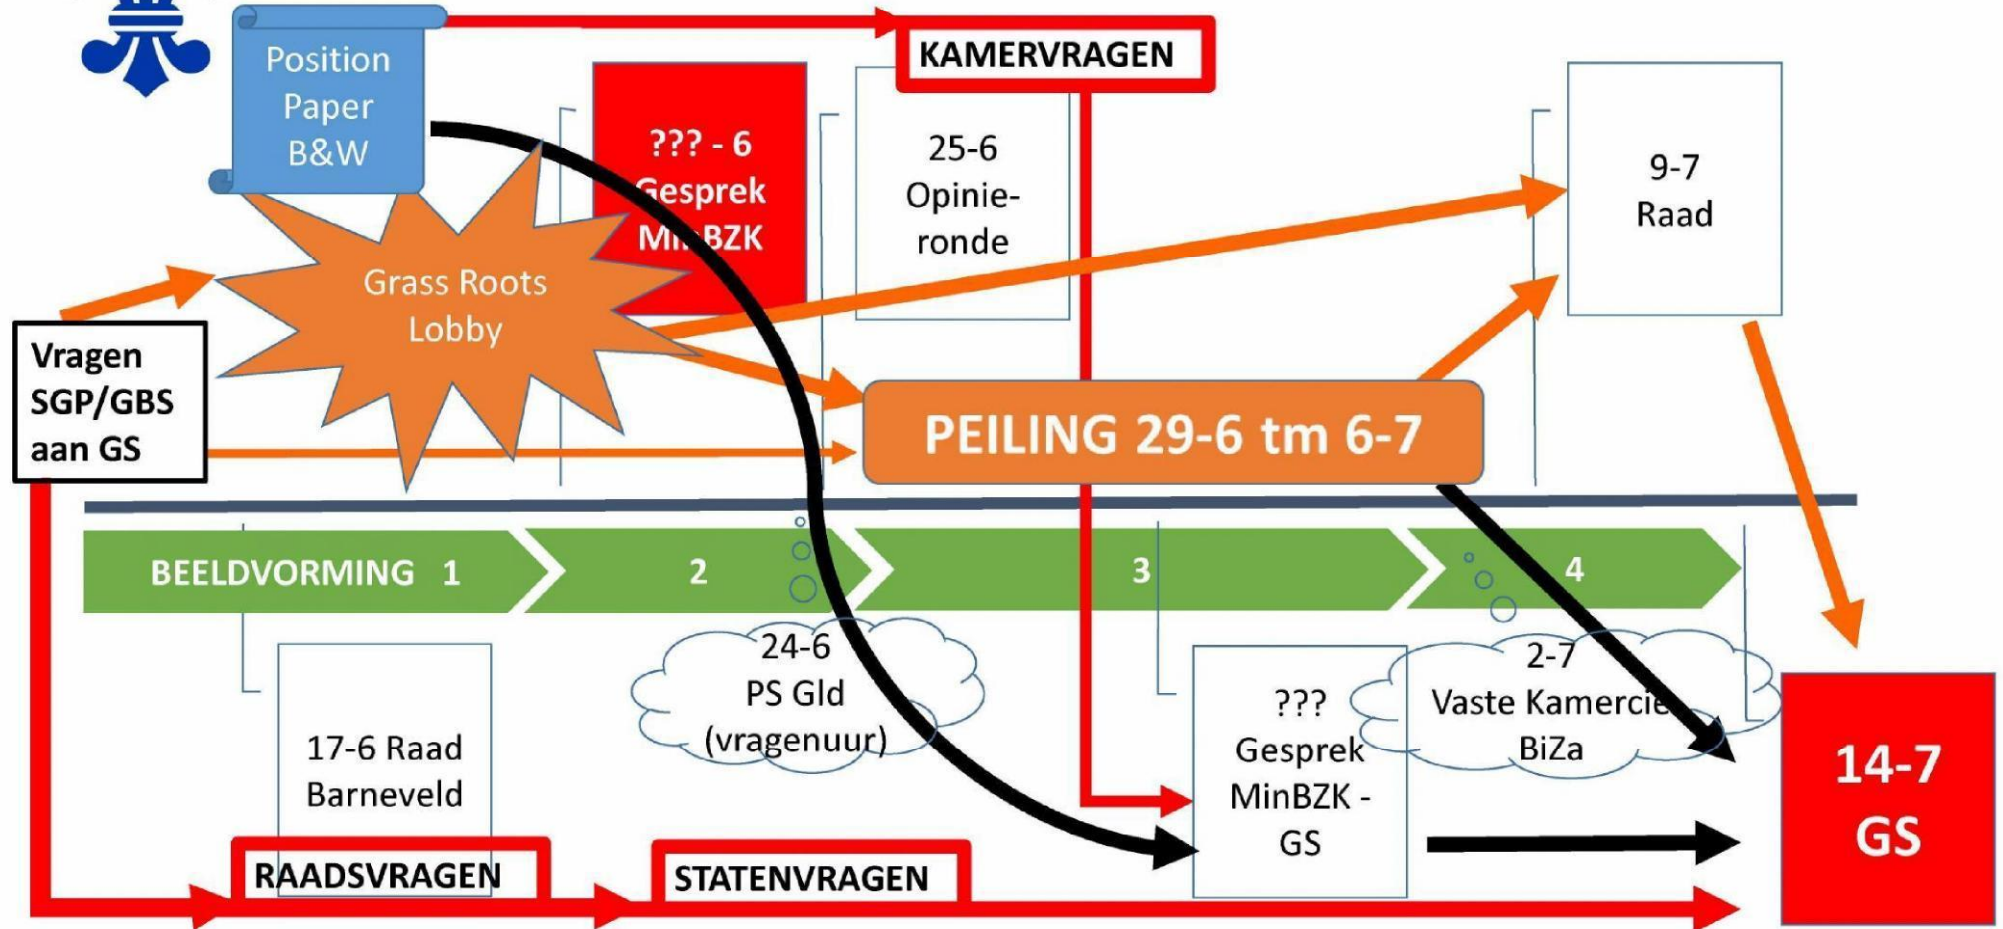 Position
Paper
B&W
KAMERVRAGEN
??? - 6
Gesprek
MinBZK
25-6
Opinie-
ronde
9-7
Raad
Grass Roots
Lobby
Vragen
SGP/GBS
aan GS
PEILING 29-6 tm 6-7
BEELDVORMING 1
2
3
4
24-6
PS Gld
(vragenuur)
2-7
Vaste Kamercie
BiZa
???
Gesprek
MinBZK -
GS
17-6 Raad
Barneveld
14-7
GS
RAADSVRAGEN
STATENVRAGEN